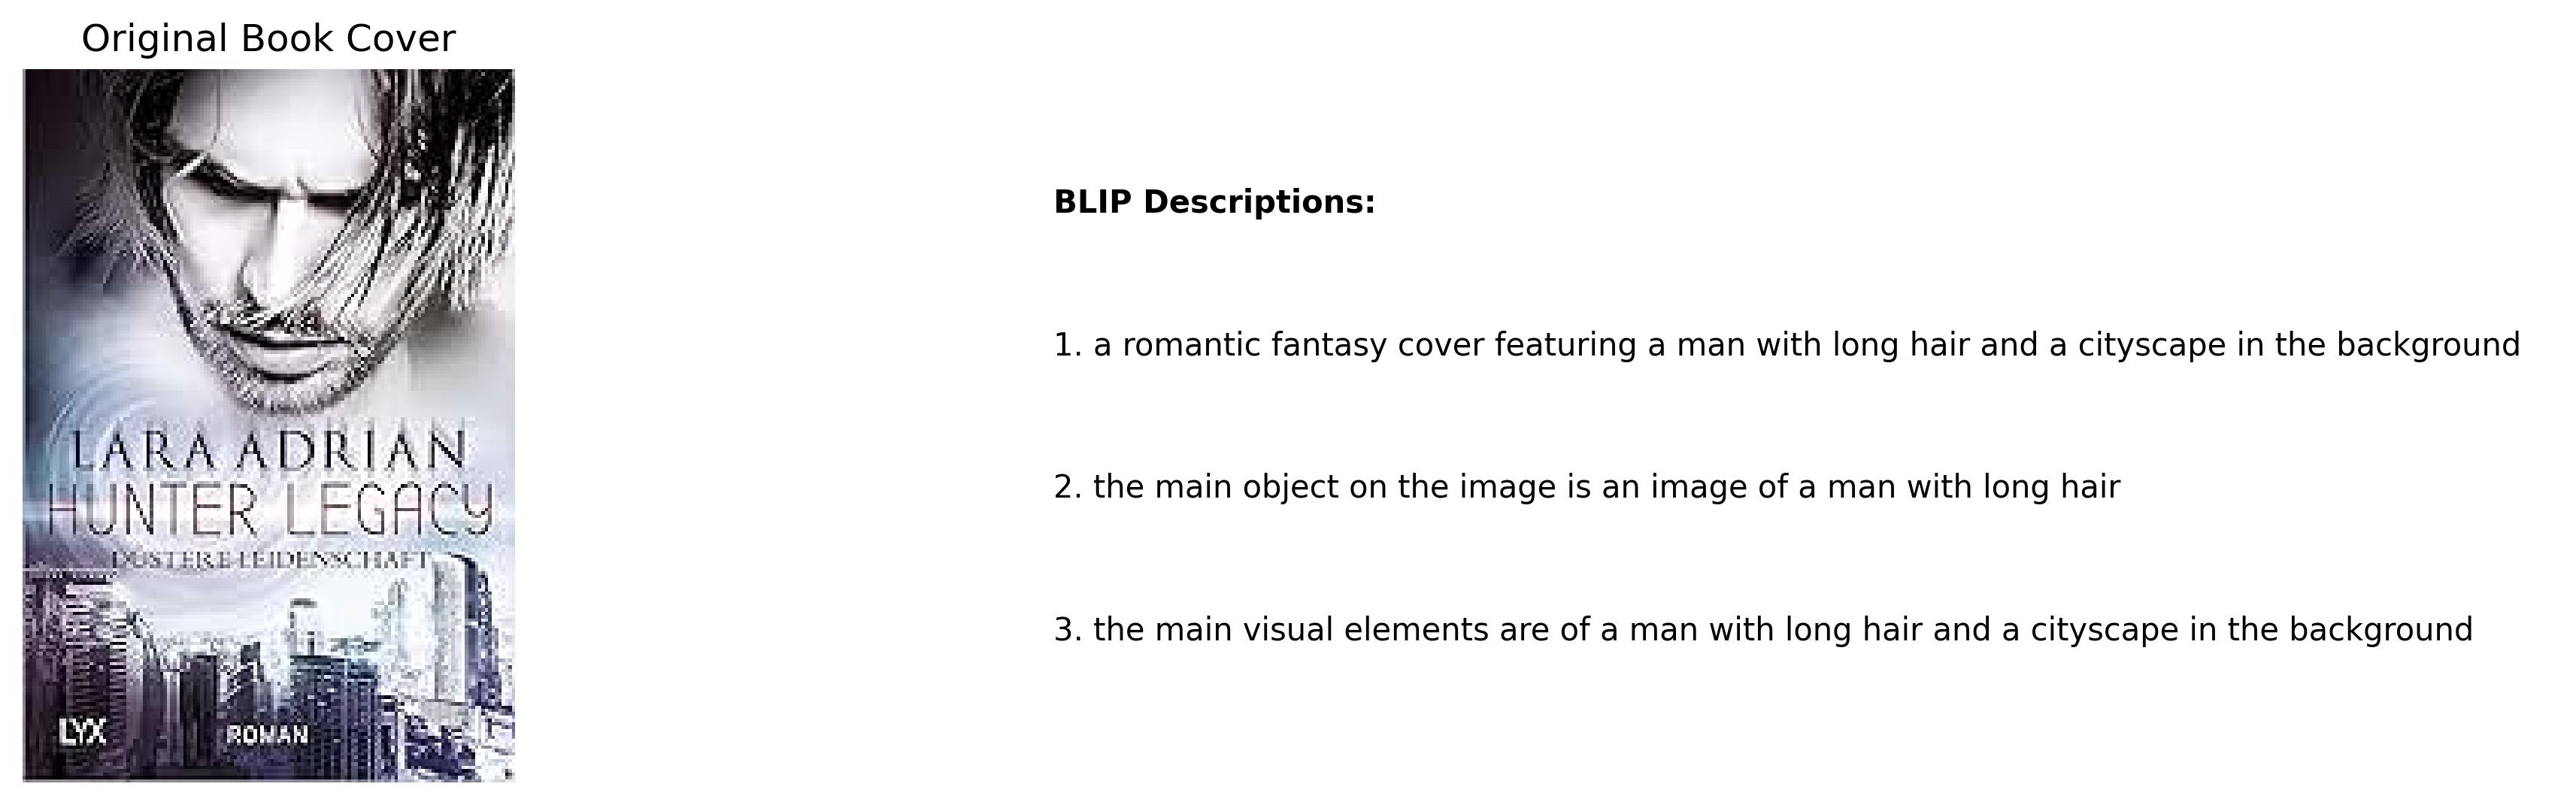 Original Book Cover
LARA ADRIAN
HUNTER LEGACY
DÜSTERE LEIDENSCHAFT
LYX
ROMAN
BLIP Descriptions:
1. a romantic fantasy cover featuring a man with long hair and a cityscape in the background
2. the main object on the image is an image of a man with long hair
3. the main visual elements are of a man with long hair and a cityscape in the background